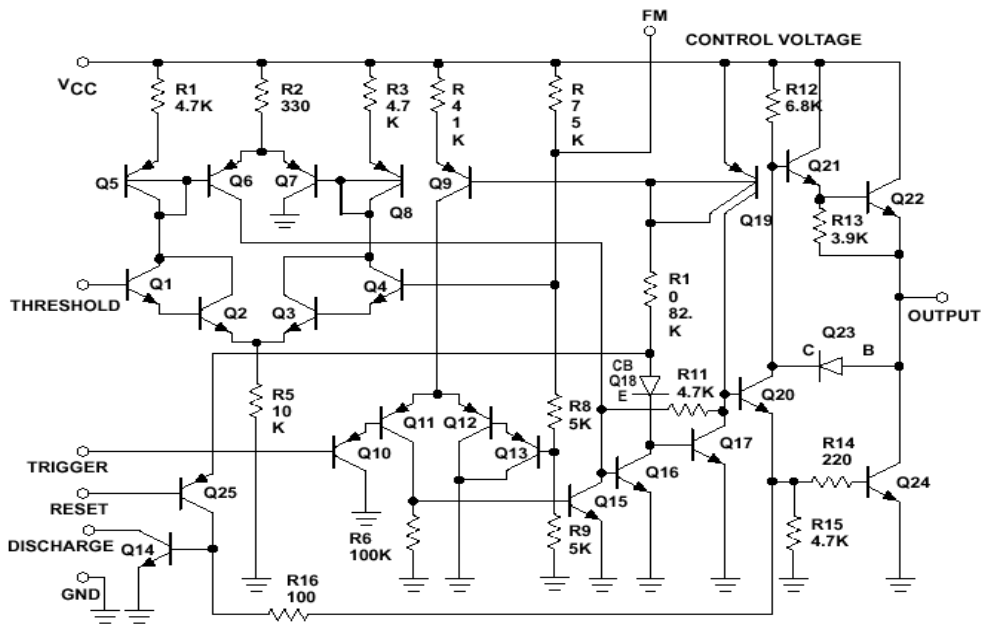 FM
CONTROL VOLTAGE
VCC
R1
4.7K
R2
330
R3
4.7
K
R
4
1
K
R
7
5
K
R12
6.8K
Q5
Q6
Q7
Q8
Q9
Q19
Q21
Q22
R13
3.9K
Q1
THRESHOLD
Q2
Q3
Q4
R1
0
82.
K
OUTPUT
Q23
C
B
CB
Q18
E
R11
4.7K
Q20
R5
10
K
Q11
Q12
R8
5K
Q10
Q13
Q17
TRIGGER
Q16
R14
220
Q25
Q15
Q24
RESET
DISCHARGE
Q14
R6
100K
R9
5K
R15
4.7K
GND
R16
100